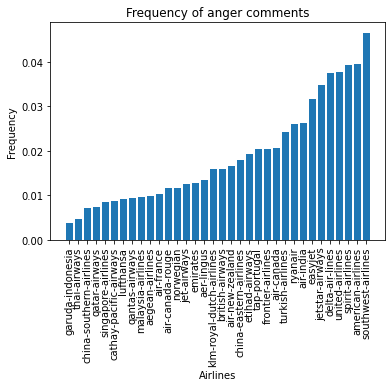 Frequency of anger comments
Frequency
0.04
0.03
0.02
0.01
0.00
garuda-indonesia
thai-airways
china-southern-airlines
qatar-airways
singapore-airlines
cathay-pacific-airways
lufthansa
qantas-airways
malaysia-airlines
aegean-airlines
air-france
air-canada-rouge
norwegian
jet-airways
emirates
aer-lingus
klm-royal-dutch-airlines
british-airways
air-new-zealand
china-eastern-airlines
etihad-airways
tap-portugal
frontier-airlines
air-canada
turkish-airlines
ryanair
air-india
easyjet
jetstar-airways
delta-air-lines
united-airlines
spirit-airlines
american-airlines
southwest-airlines
Airlines